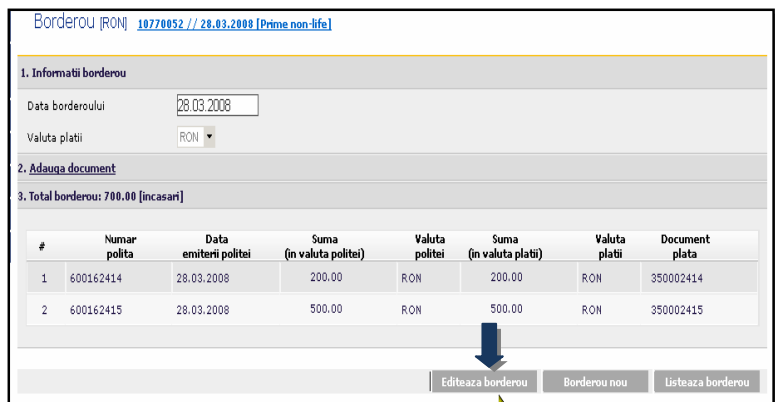 Borderou [RON] 10770052 // 28.03.2008 [Prime non-life]
1. Informatii borderou
Data borderoului 28.03.2008
Valuta platii RON
2. Adauga document
3. Total borderou: 700.00 [incasari]
# Numar polita Data emiterii politei Suma (in valuta politei) Valuta politei Suma (in valuta platii) Valuta platii Document plata
1 600162414 28.03.2008 200.00 RON 200.00 RON 350002414
2 600162415 28.03.2008 500.00 RON 500.00 RON 350002415
Editeaza borderou Borderou nou Listeaza borderou